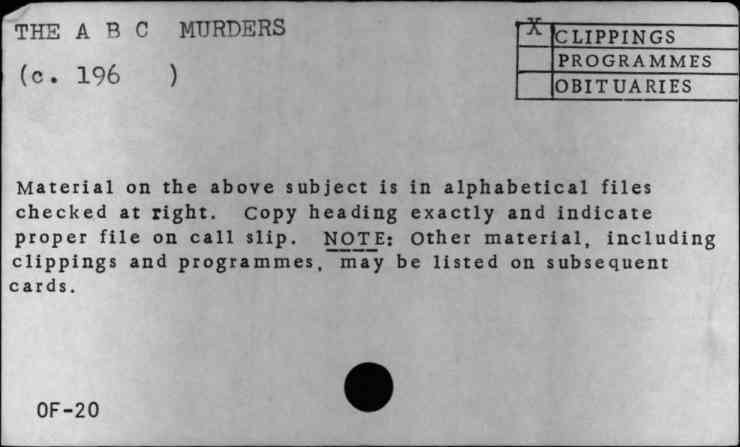 THE A B C MURDERS
(c. 196 )
X CLIPPINGS
PROGRAMMES
OBITUARIES
Material on the above subject is in alphabetical files
checked at right. Copy heading exactly and indicate
proper file on call slip. NOTE: Other material, including
clippings and programmes, may be listed on subsequent
cards.
OF-20